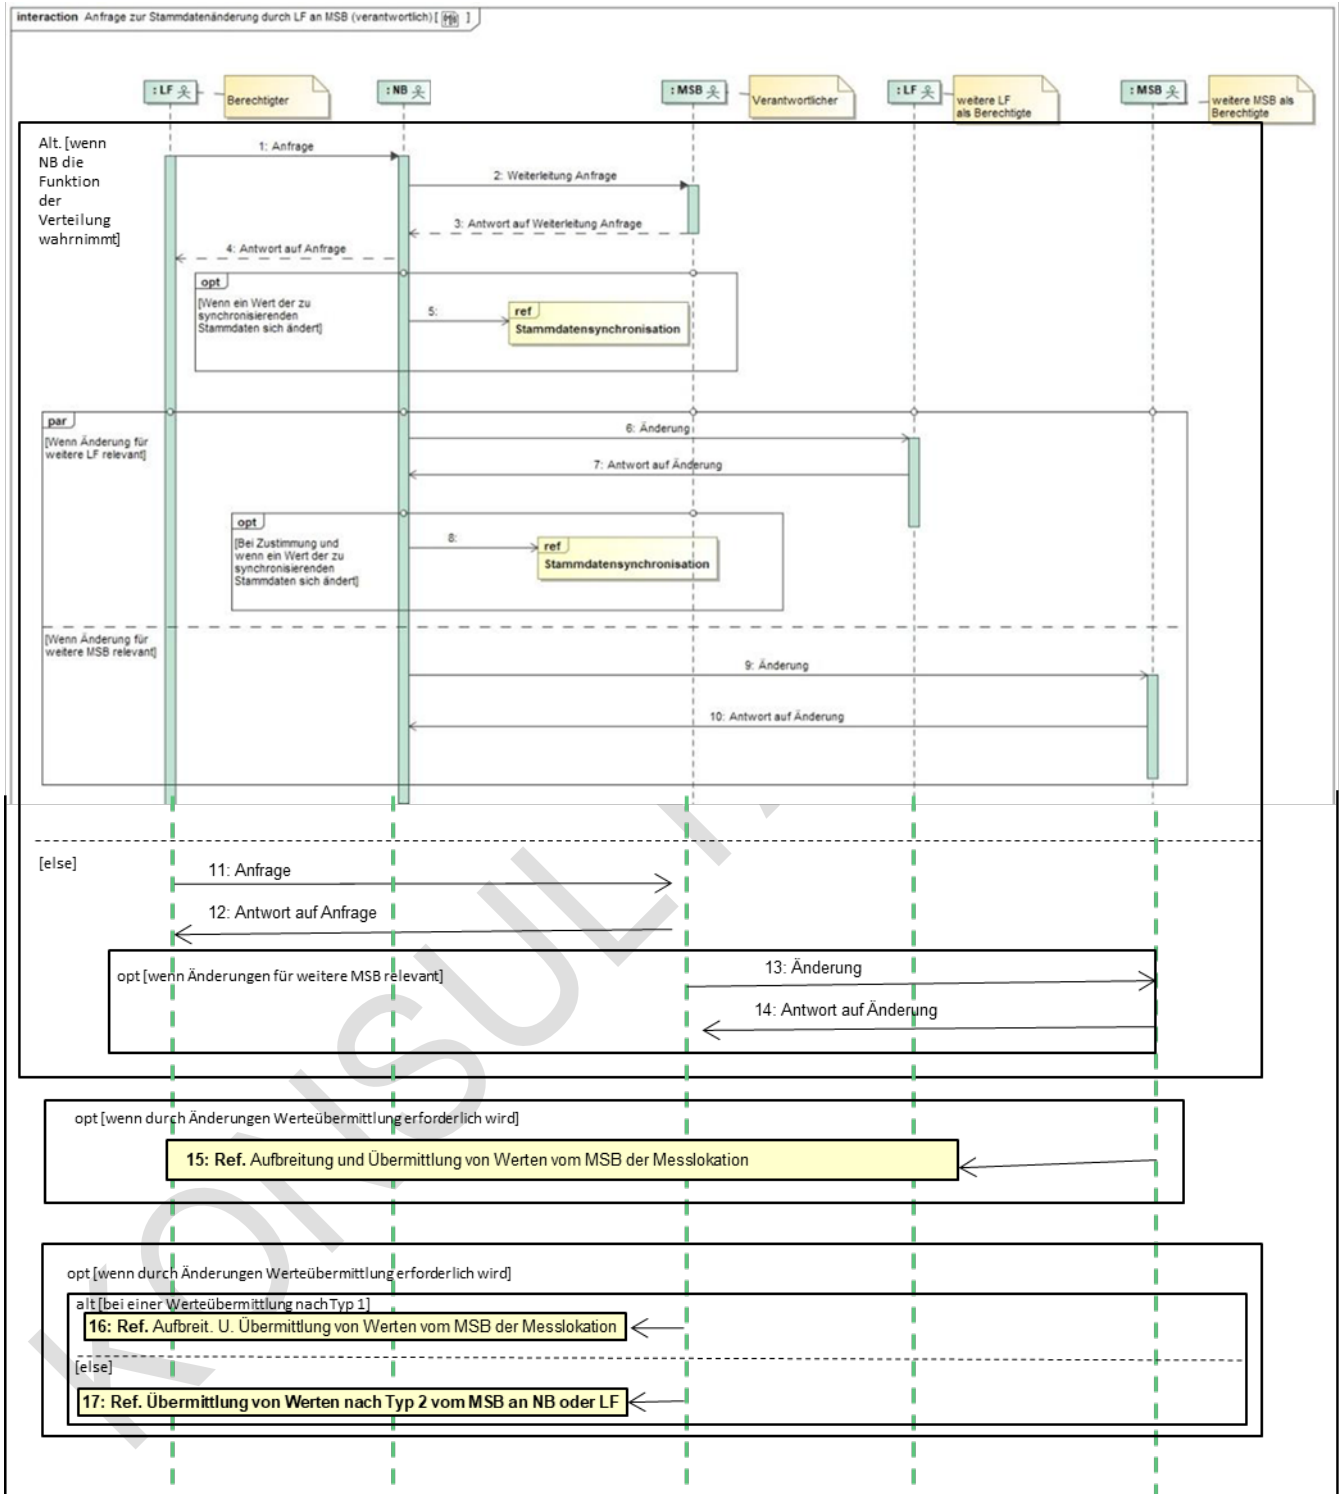 interaction Anfrage zur Stammdatenänderung durch LF an MSB (verantwortlich) [ ]
: LF
Berechtigter
: NB
: MSB
Verantwortlicher
: LF
weitere LF
als Berechtigte
: MSB
weitere MSB als
Berechtigte
Alt. [wenn
NB die
Funktion
der
Verteilung
wahrnimmt]
1: Anfrage
2: Weiterleitung Anfrage
3: Antwort auf Weiterleitung Anfrage
4: Antwort auf Anfrage
opt
[Wenn ein Wert der zu
synchronisierenden
Stammdaten sich ändert]
5:
ref
Stammdatensynchronisation
par
[Wenn Änderung für
weitere LF relevant]
6: Änderung
7: Antwort auf Änderung
opt
[Bei Zustimmung und
wenn ein Wert der zu
synchronisierenden
Stammdaten sich ändert]
8:
ref
Stammdatensynchronisation
[Wenn Änderung für
weitere MSB relevant]
9: Änderung
10: Antwort auf Änderung
[else]
11: Anfrage
12: Antwort auf Anfrage
opt [wenn Änderungen für weitere MSB relevant]
13: Änderung
14: Antwort auf Änderung
opt [wenn durch Änderungen Werteübermittlung erforderlich wird]
15: Ref. Aufbreitung und Übermittlung von Werten vom MSB der Messlokation
opt [wenn durch Änderungen Werteübermittlung erforderlich wird]
alt [bei einer Werteübermittlung nach Typ 1]
16: Ref. Aufbreit. U. Übermittlung von Werten vom MSB der Messlokation
[else]
17: Ref. Übermittlung von Werten nach Typ 2 vom MSB an NB oder LF